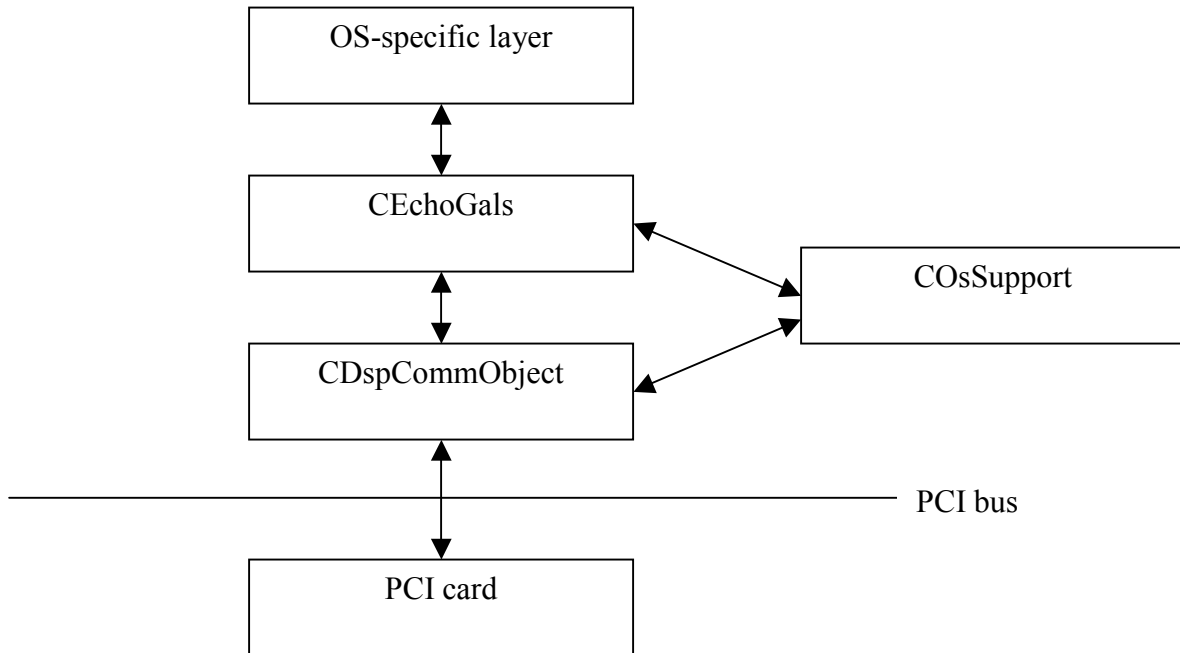 OS-specific layer
CEchoGals
COsSupport
CDspCommObject
PCI bus
PCI card